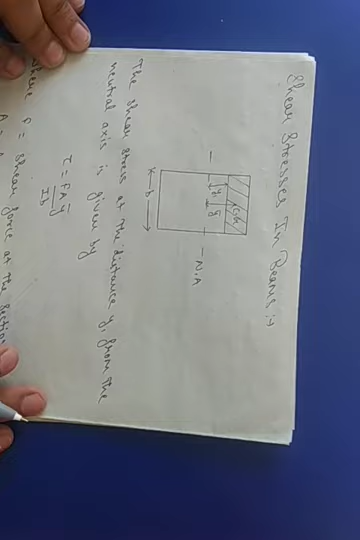 Shear Stresses In Beams :→
CG
y
ȳ
N A
b
The shear stress at the distance y, from the
neutral axis is given by
τ = FAȳ / Ib
where F = shear force at the section
A =